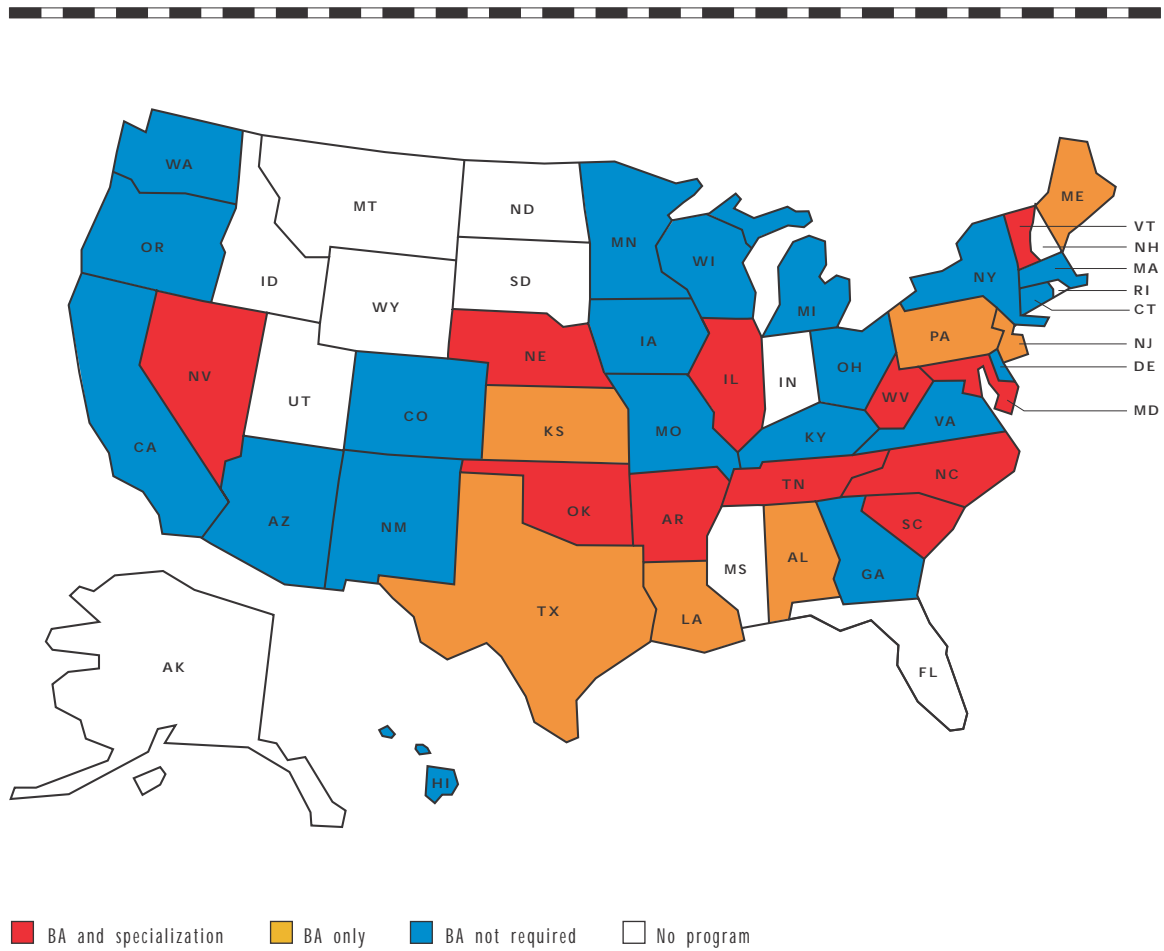 WA
ME
MT
ND
VT
OR
MN
NH
WI
MA
ID
SD
NY
RI
WY
MI
CT
PA
NJ
IA
NE
OH
DE
NV
IL
IN
UT
WV
MD
CO
VA
KS
MO
KY
CA
NC
TN
OK
AR
AZ
SC
NM
AL
MS
GA
TX
LA
AK
FL
HI
BA and specialization
BA only
BA not required
No program